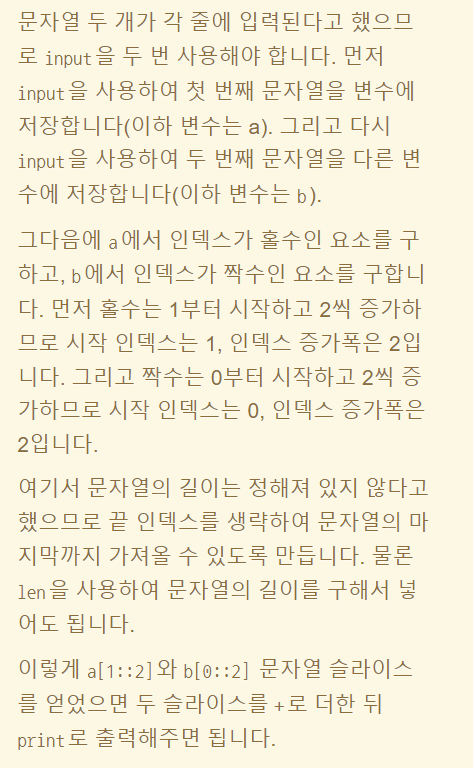 문자열 두 개가 각 줄에 입력된다고 했으므
로 input을 두 번 사용해야 합니다. 먼저
input을 사용하여 첫 번째 문자열을 변수에
저장합니다(이하 변수는 a). 그리고 다시
input을 사용하여 두 번째 문자열을 다른 변
수에 저장합니다(이하 변수는 b).
그다음에 a에서 인덱스가 홀수인 요소를 구
하고, b에서 인덱스가 짝수인 요소를 구합니
다. 먼저 홀수는 1부터 시작하고 2씩 증가하
므로 시작 인덱스는 1, 인덱스 증가폭은 2입
니다. 그리고 짝수는 0부터 시작하고 2씩 증
가하므로 시작 인덱스는 0, 인덱스 증가폭은
2입니다.
여기서 문자열의 길이는 정해져 있지 않다고
했으므로 끝 인덱스를 생략하여 문자열의 마
지막까지 가져올 수 있도록 만듭니다. 물론
len을 사용하여 문자열의 길이를 구해서 넣
어도 됩니다.
이렇게 a[1::2]와 b[0::2] 문자열 슬라이스
를 얻었으면 두 슬라이스를 +로 더한 뒤
print로 출력해주면 됩니다.